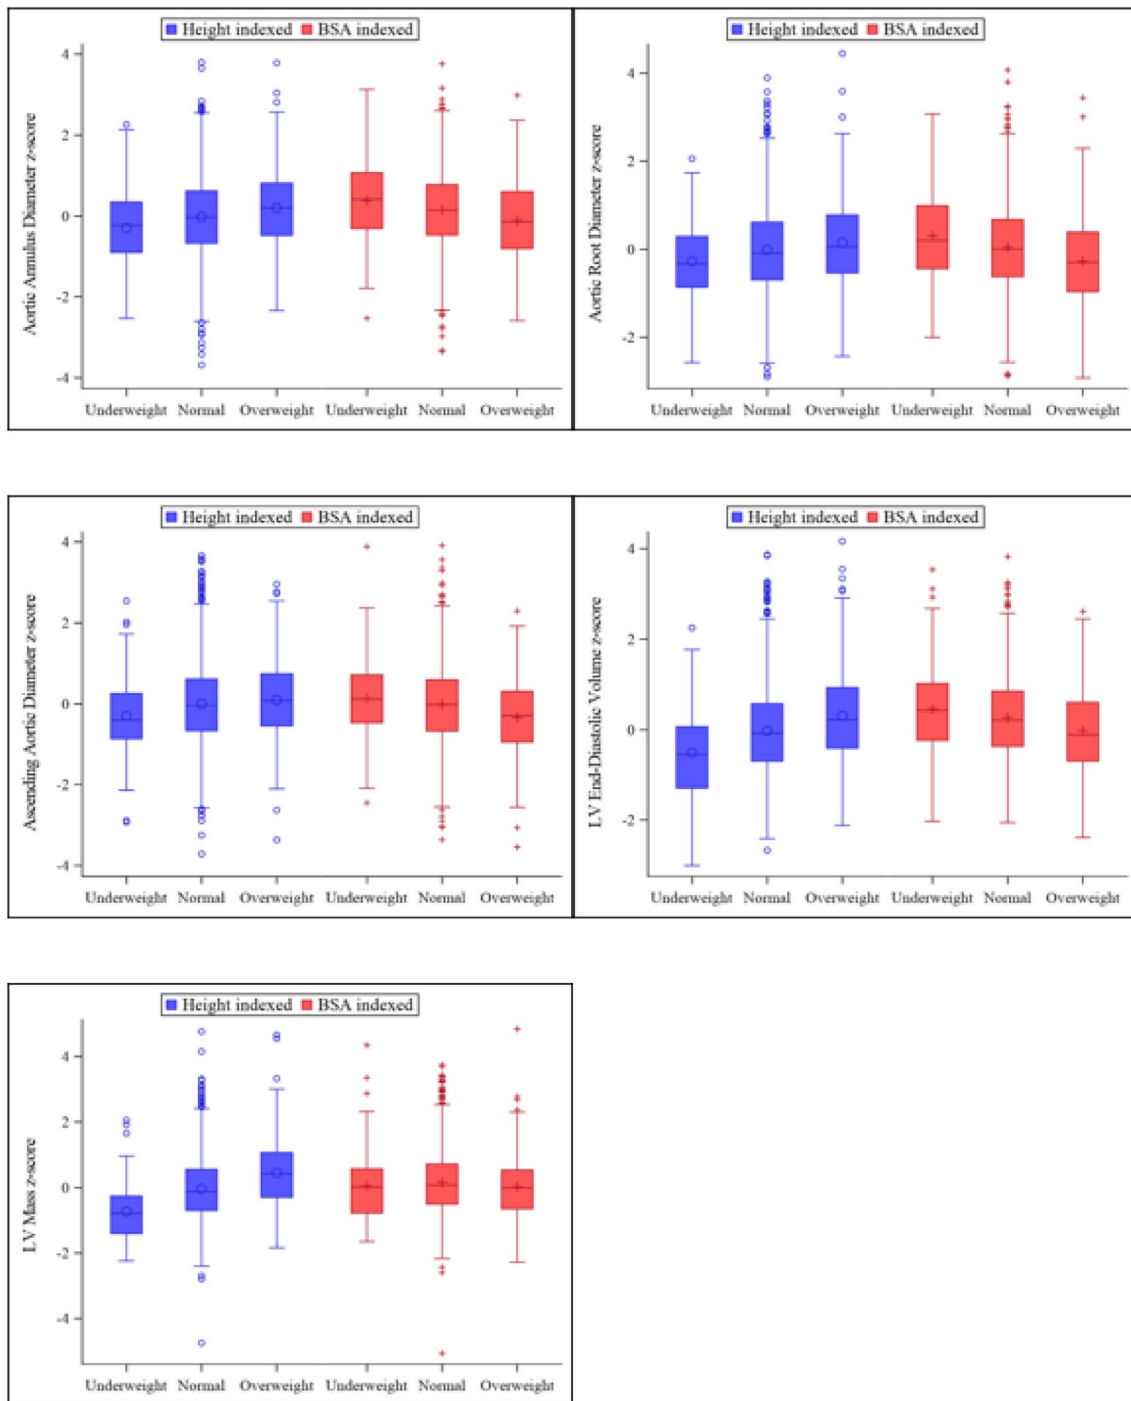 Height indexed BSA indexed
Aortic Annulus Diameter z-score
4
2
0
-2
-4
Underweight Normal Overweight Underweight Normal Overweight
Height indexed BSA indexed
Aortic Root Diameter z-score
4
2
0
-2
Underweight Normal Overweight Underweight Normal Overweight
Height indexed BSA indexed
Ascending Aortic Diameter z-score
4
2
0
-2
-4
Underweight Normal Overweight Underweight Normal Overweight
Height indexed BSA indexed
LV End-Diastolic Volume z-score
4
2
0
-2
Underweight Normal Overweight Underweight Normal Overweight
Height indexed BSA indexed
LV Mass z-score
4
2
0
-2
-4
Underweight Normal Overweight Underweight Normal Overweight